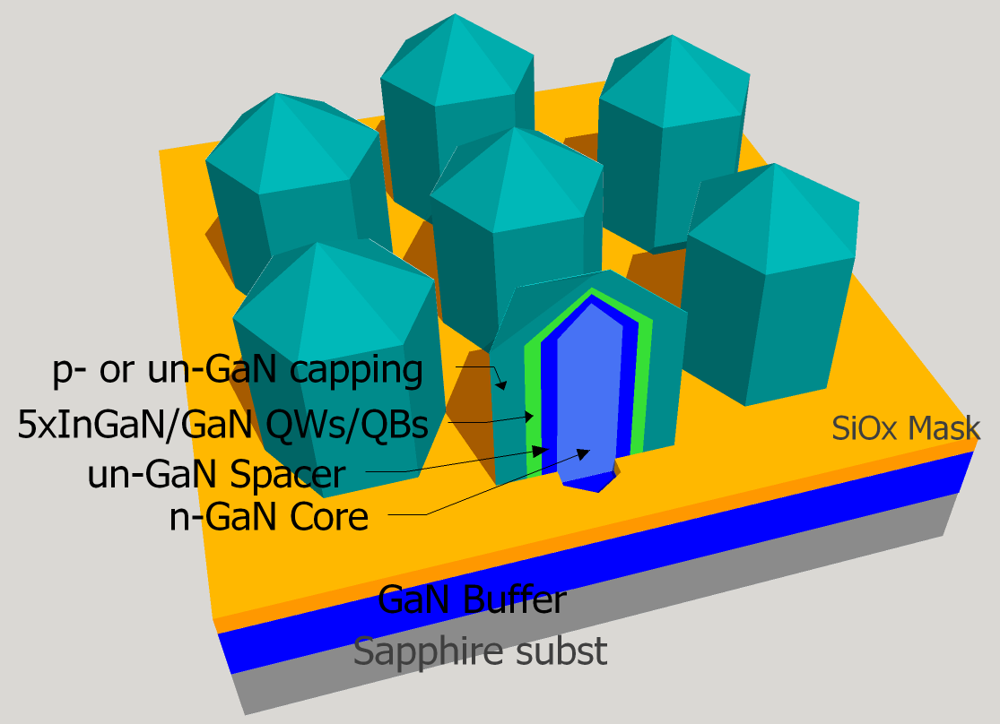 p- or un-GaN capping
5xInGaN/GaN QWs/QBs
SiOx Mask
un-GaN Spacer
n-GaN Core
GaN Buffer
Sapphire subst